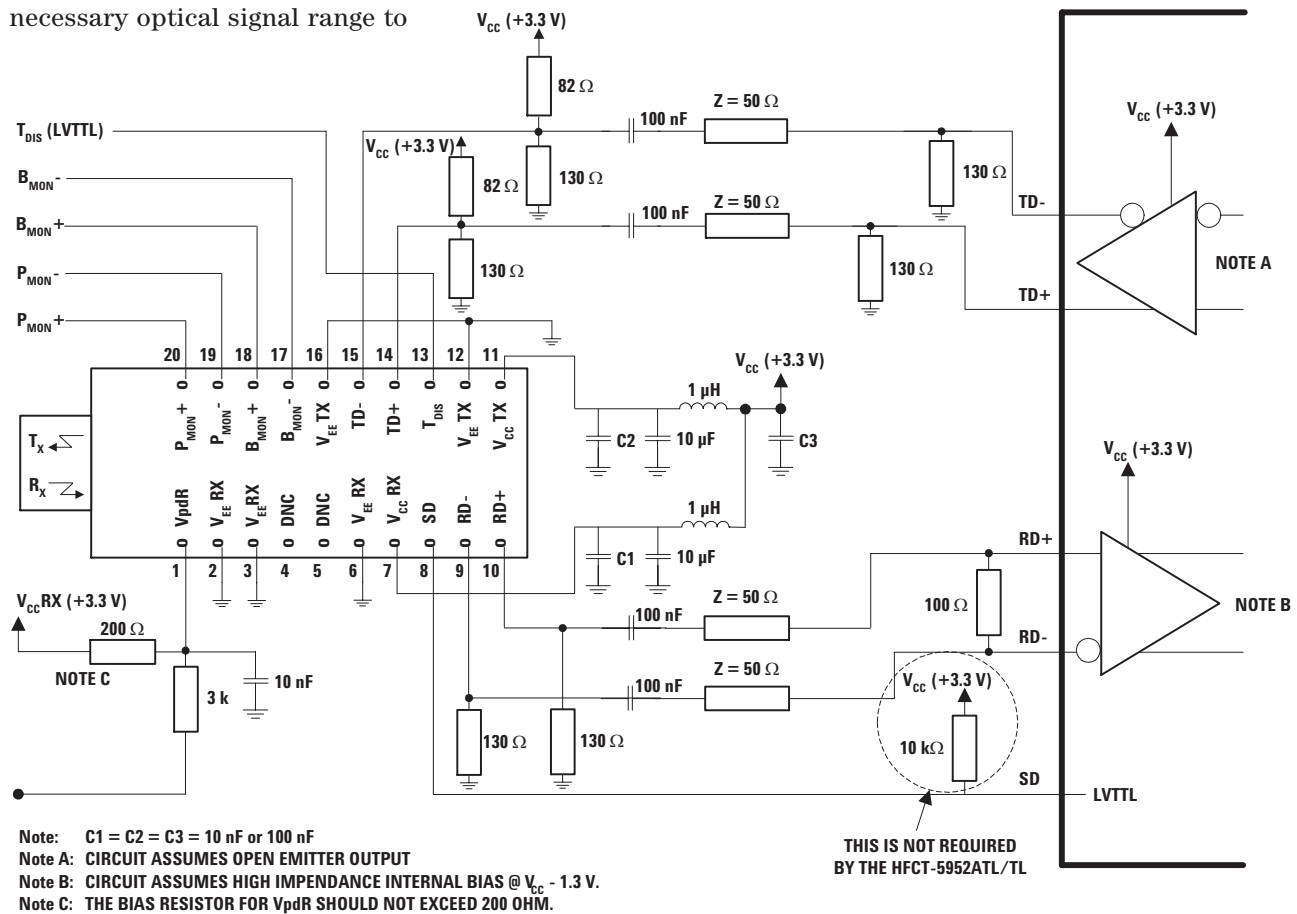 necessary optical signal range to
V_CC (+3.3 V)
82 Ω
100 nF
Z = 50 Ω
T_DIS (LVTTL)
V_CC (+3.3 V)
V_CC (+3.3 V)
130 Ω
130 Ω
B_MON-
82 Ω
100 nF
Z = 50 Ω
TD-
B_MON+
130 Ω
130 Ω
NOTE A
P_MON-
TD+
P_MON+
20 19 18 17 16 15 14 13 12 11
V_CC (+3.3 V)
P_MON+
P_MON-
B_MON+
B_MON-
V_EE TX
TD-
TD+
T_DIS
V_EE TX
V_CC TX
1 µH
C2
10 µF
C3
T_X
R_X
V_CC (+3.3 V)
VpdR
V_EE RX
V_EE RX
DNC
DNC
V_EE RX
V_CC RX
SD
RD-
RD+
1 µH
C1
10 µF
RD+
1 2 3 4 5 6 7 8 9 10
V_CC RX (+3.3 V)
200 Ω
NOTE C
100 nF
Z = 50 Ω
100 Ω
NOTE B
RD-
3 k
10 nF
100 nF
Z = 50 Ω
V_CC (+3.3 V)
130 Ω
130 Ω
10 kΩ
SD
LVTTL
THIS IS NOT REQUIRED
BY THE HFCT-5952ATL/TL
Note: C1 = C2 = C3 = 10 nF or 100 nF
Note A: CIRCUIT ASSUMES OPEN EMITTER OUTPUT
Note B: CIRCUIT ASSUMES HIGH IMPENDANCE INTERNAL BIAS @ V_CC - 1.3 V.
Note C: THE BIAS RESISTOR FOR VpdR SHOULD NOT EXCEED 200 OHM.